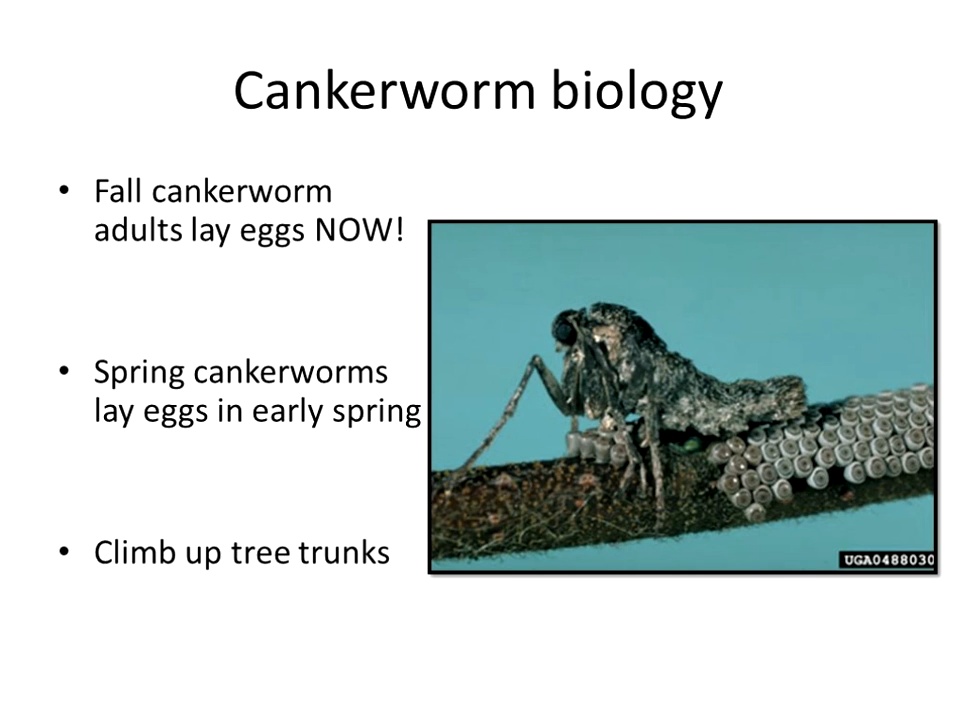 Cankerworm biology
• Fall cankerworm
adults lay eggs NOW!
• Spring cankerworms
lay eggs in early spring
• Climb up tree trunks
UGA0488030